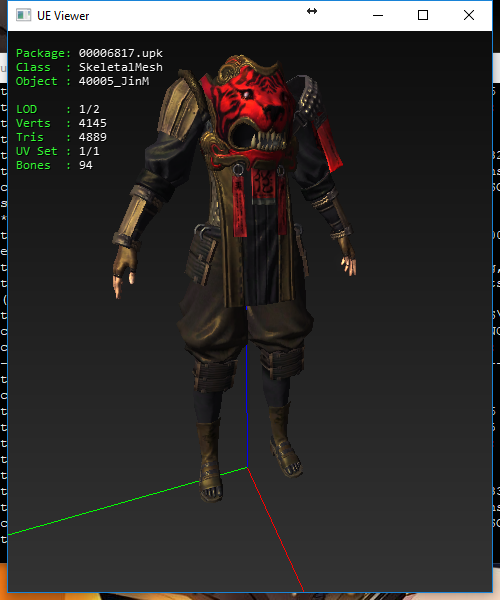 UE Viewer
Package: 00006817.upk
Class : SkeletalMesh
Object : 40005_JinM
LOD : 1/2
Verts : 4145
Tris : 4889
UV Set : 1/1
Bones : 94